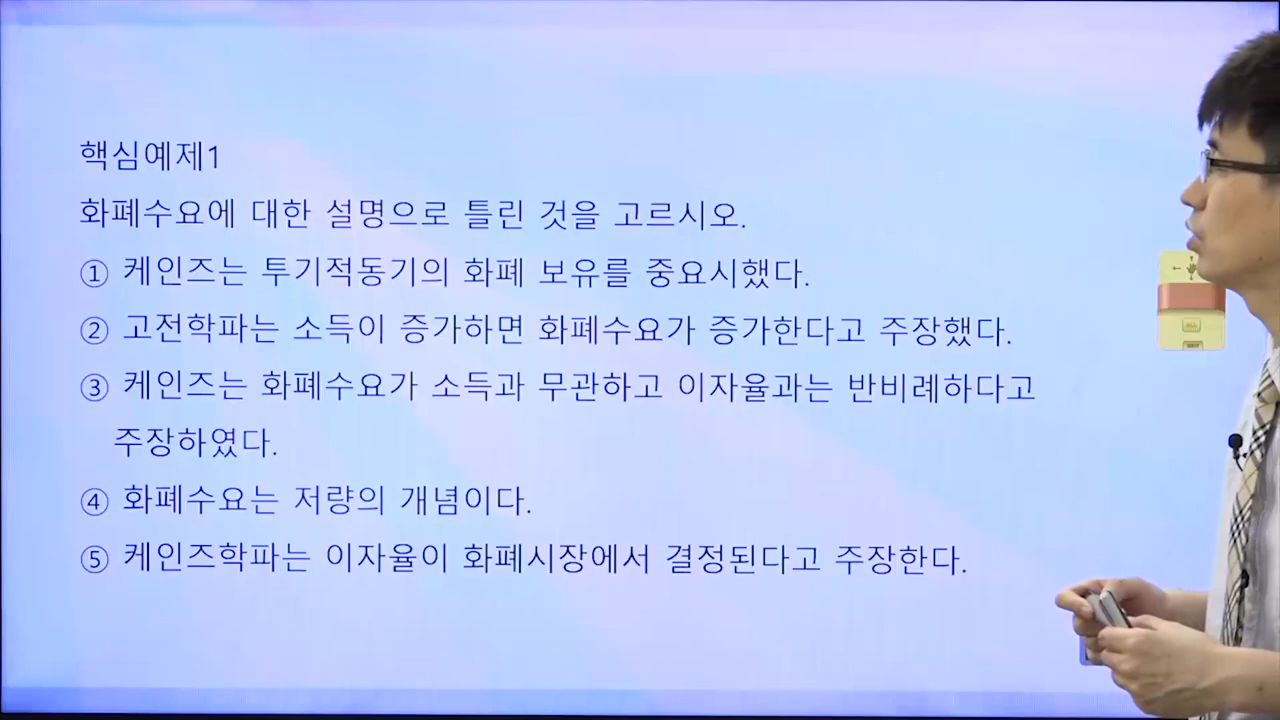 핵심예제1
화폐수요에 대한 설명으로 틀린 것을 고르시오.
① 케인즈는 투기적동기의 화폐 보유를 중요시했다.
② 고전학파는 소득이 증가하면 화폐수요가 증가한다고 주장했다.
③ 케인즈는 화폐수요가 소득과 무관하고 이자율과는 반비례하다고
주장하였다.
④ 화폐수요는 저량의 개념이다.
⑤ 케인즈학파는 이자율이 화폐시장에서 결정된다고 주장한다.